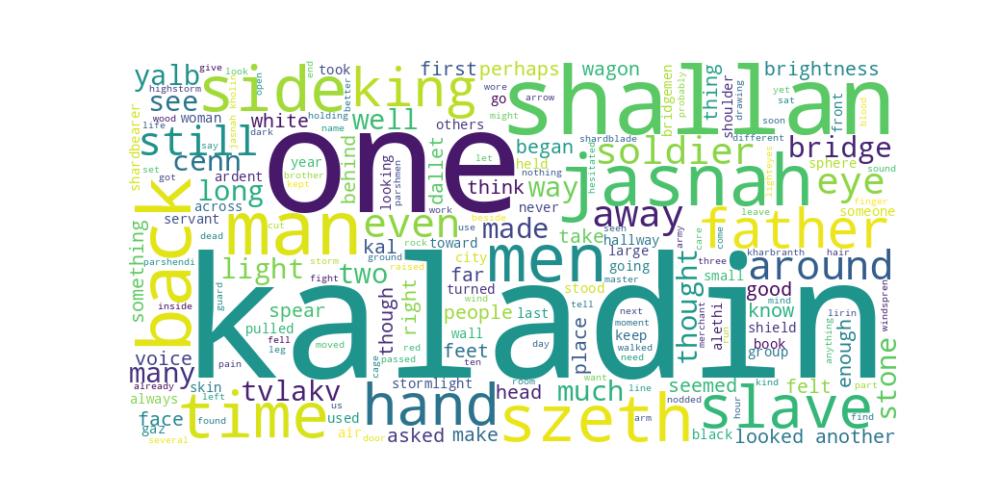 yalb give look end took first perhaps wagon thing brightness
highstorm open better wore go arrow bridgemen probably yet
see side king shallan
wood woman jasnah kholin holding name others might shoulder drawing sat front blood
shardbearer life say white well began shardblade different soon
still dark one soldier bridge
set cenn year behind looking dallet let held hesitated sphere sound
got ardent brother parshmen think way jasnah lighteyes eye
long kept work nothing never finger
across beside away leave someone
back servant man even use made seen army care come father
something dead cut kal rock toward take hallway three kharbranth hair
parshendi storm ground city men large thought small around
light two far turned going master
inside guard fight raised wind stood tell good mind windspren
kaladin
spear right people last next merchant alethi run know lirin
pulled though wall place moment keep shield anything
voice fell leg moved red day walked need book group enough
many pain cage passed feet ten
already skin tvlakv stormlight room want line seemed kind felt part stone
always left hand head much nodded slave
face time us szeth hour find
gaz found used air asked make arm black looked another
several door